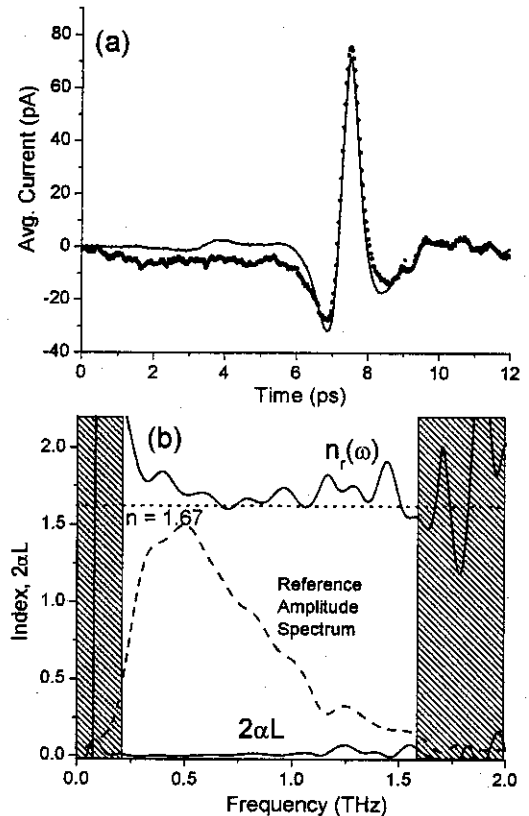 (a)
80
60
40
20
0
-20
-40
Avg. Current (pA)
0 2 4 6 8 10 12
Time (ps)
(b)
nᵣ(ω)
2.0
1.5
1.0
0.5
0.0
Index, 2αL
n = 1.67
Reference
Amplitude
Spectrum
2αL
0.0 0.5 1.0 1.5 2.0
Frequency (THz)